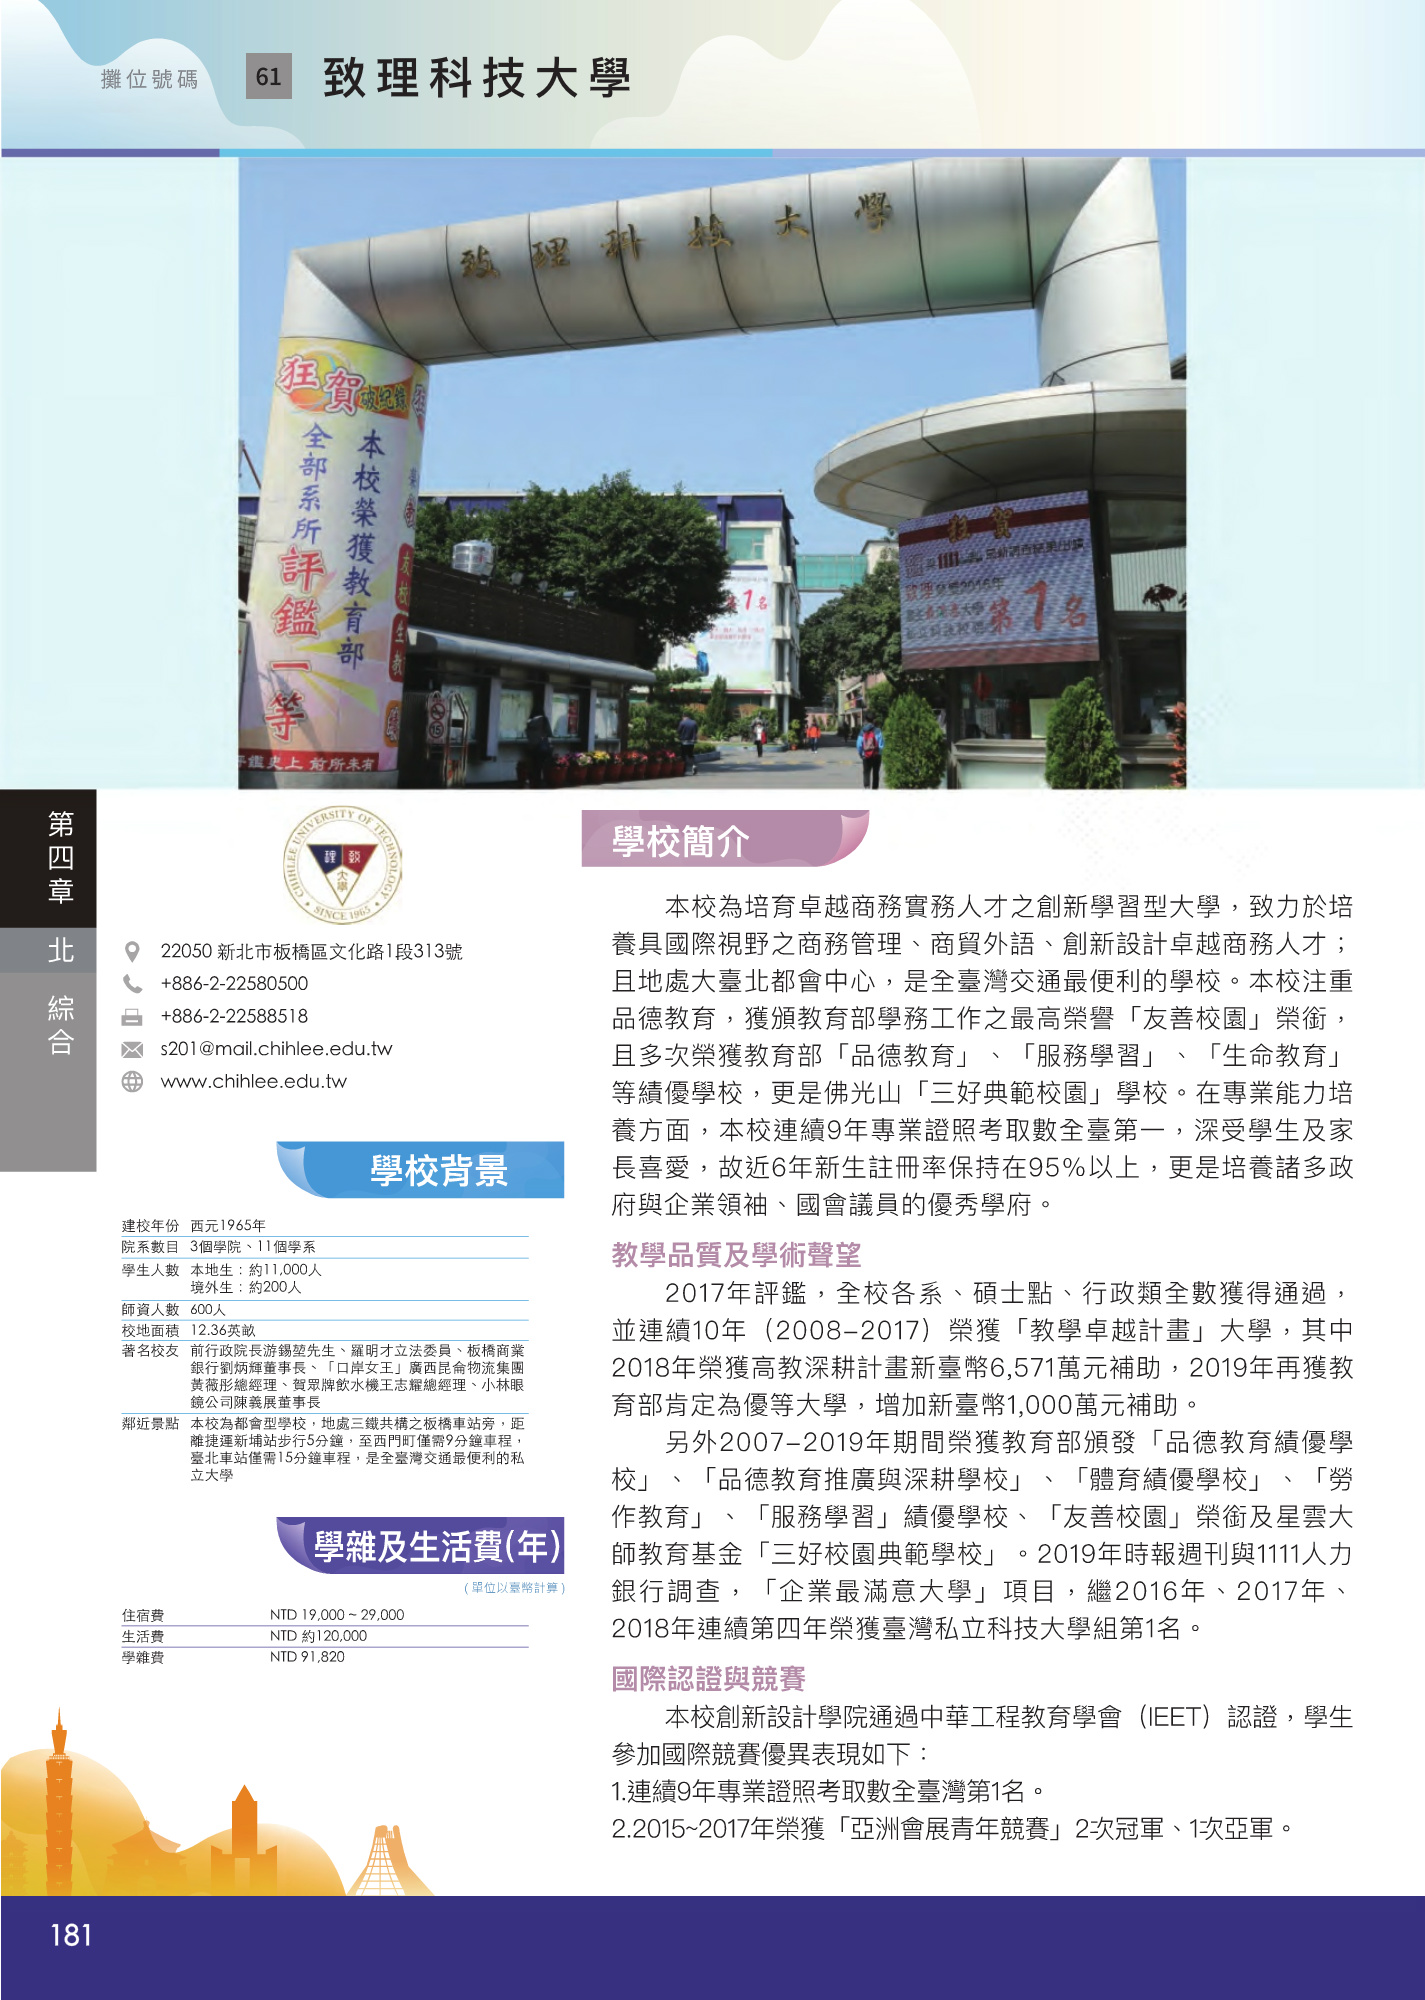 攤位號碼 61 致理科技大學
致理科技大學
狂賀 破紀錄
本校榮獲教育部
全部系所
評鑑一等
評鑑史上 前所未有
狂賀
1111
第1名
第1名
第四章
北
綜合
CHIHLEE UNIVERSITY OF TECHNOLOGY
理 致
大學
SINCE 1965
22050 新北市板橋區文化路1段313號
+886-2-22580500
+886-2-22588518
s201@mail.chihlee.edu.tw
www.chihlee.edu.tw
學校背景
建校年份 西元1965年
院系數目 3個學院、11個學系
學生人數 本地生：約11,000人
境外生：約200人
師資人數 600人
校地面積 12.36英畝
著名校友 前行政院長游錫堃先生、羅明才立法委員、板橋商業
銀行劉炳輝董事長、「口岸女王」廣西昆侖物流集團
黃薇彤總經理、賀眾牌飲水機王志耀總經理、小林眼
鏡公司陳義展董事長
鄰近景點 本校為都會型學校，地處三鐵共構之板橋車站旁，距
離捷運新埔站步行5分鐘，至西門町僅需9分鐘車程，
臺北車站僅需15分鐘車程，是全臺灣交通最便利的私
立大學
學雜及生活費(年)
( 單位以臺幣計算 )
住宿費 NTD 19,000 ~ 29,000
生活費 NTD 約120,000
學雜費 NTD 91,820
學校簡介
本校為培育卓越商務實務人才之創新學習型大學，致力於培
養具國際視野之商務管理、商貿外語、創新設計卓越商務人才；
且地處大臺北都會中心，是全臺灣交通最便利的學校。本校注重
品德教育，獲頒教育部學務工作之最高榮譽「友善校園」榮銜，
且多次榮獲教育部「品德教育」、「服務學習」、「生命教育」
等績優學校，更是佛光山「三好典範校園」學校。在專業能力培
養方面，本校連續9年專業證照考取數全臺第一，深受學生及家
長喜愛，故近6年新生註冊率保持在95%以上，更是培養諸多政
府與企業領袖、國會議員的優秀學府。
教學品質及學術聲望
2017年評鑑，全校各系、碩士點、行政類全數獲得通過，
並連續10年（2008–2017）榮獲「教學卓越計畫」大學，其中
2018年榮獲高教深耕計畫新臺幣6,571萬元補助，2019年再獲教
育部肯定為優等大學，增加新臺幣1,000萬元補助。
另外2007–2019年期間榮獲教育部頒發「品德教育績優學
校」、「品德教育推廣與深耕學校」、「體育績優學校」、「勞
作教育」、「服務學習」績優學校、「友善校園」榮銜及星雲大
師教育基金「三好校園典範學校」。2019年時報週刊與1111人力
銀行調查，「企業最滿意大學」項目，繼2016年、2017年、
2018年連續第四年榮獲臺灣私立科技大學組第1名。
國際認證與競賽
本校創新設計學院通過中華工程教育學會（IEET）認證，學生
參加國際競賽優異表現如下：
1.連續9年專業證照考取數全臺灣第1名。
2.2015~2017年榮獲「亞洲會展青年競賽」2次冠軍、1次亞軍。
181